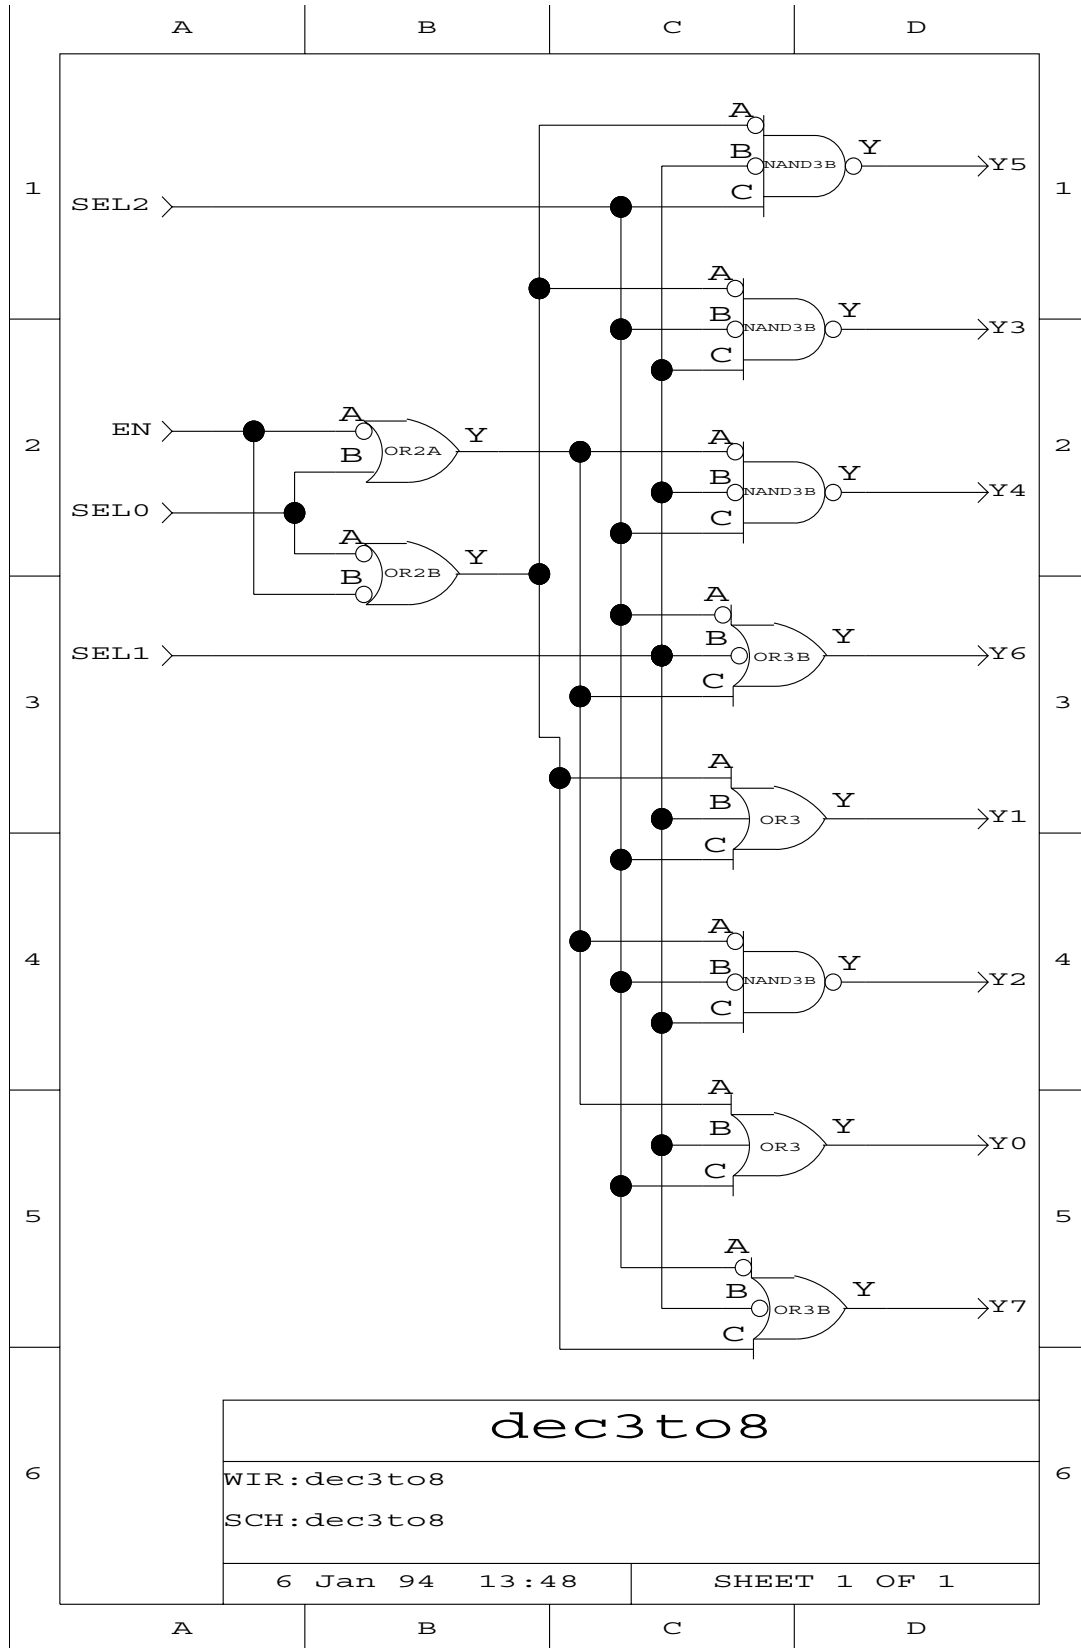 A B C D
A
B NAND3B Y Y5
1 1
SEL2 C
A
B NAND3B Y Y3
C
EN A
B OR2A Y
2 2
A
B NAND3B Y Y4
C
SEL0
A
B OR2B Y
A
SEL1 B OR3B Y Y6
C
3 3
A
B OR3 Y Y1
C
A
4 4
B NAND3B Y Y2
C
A
B OR3 Y Y0
C
5 5
A
B OR3B Y Y7
C
dec3to8
6 6
WIR:dec3to8
SCH:dec3to8
6 Jan 94 13:48 SHEET 1 OF 1
A B C D